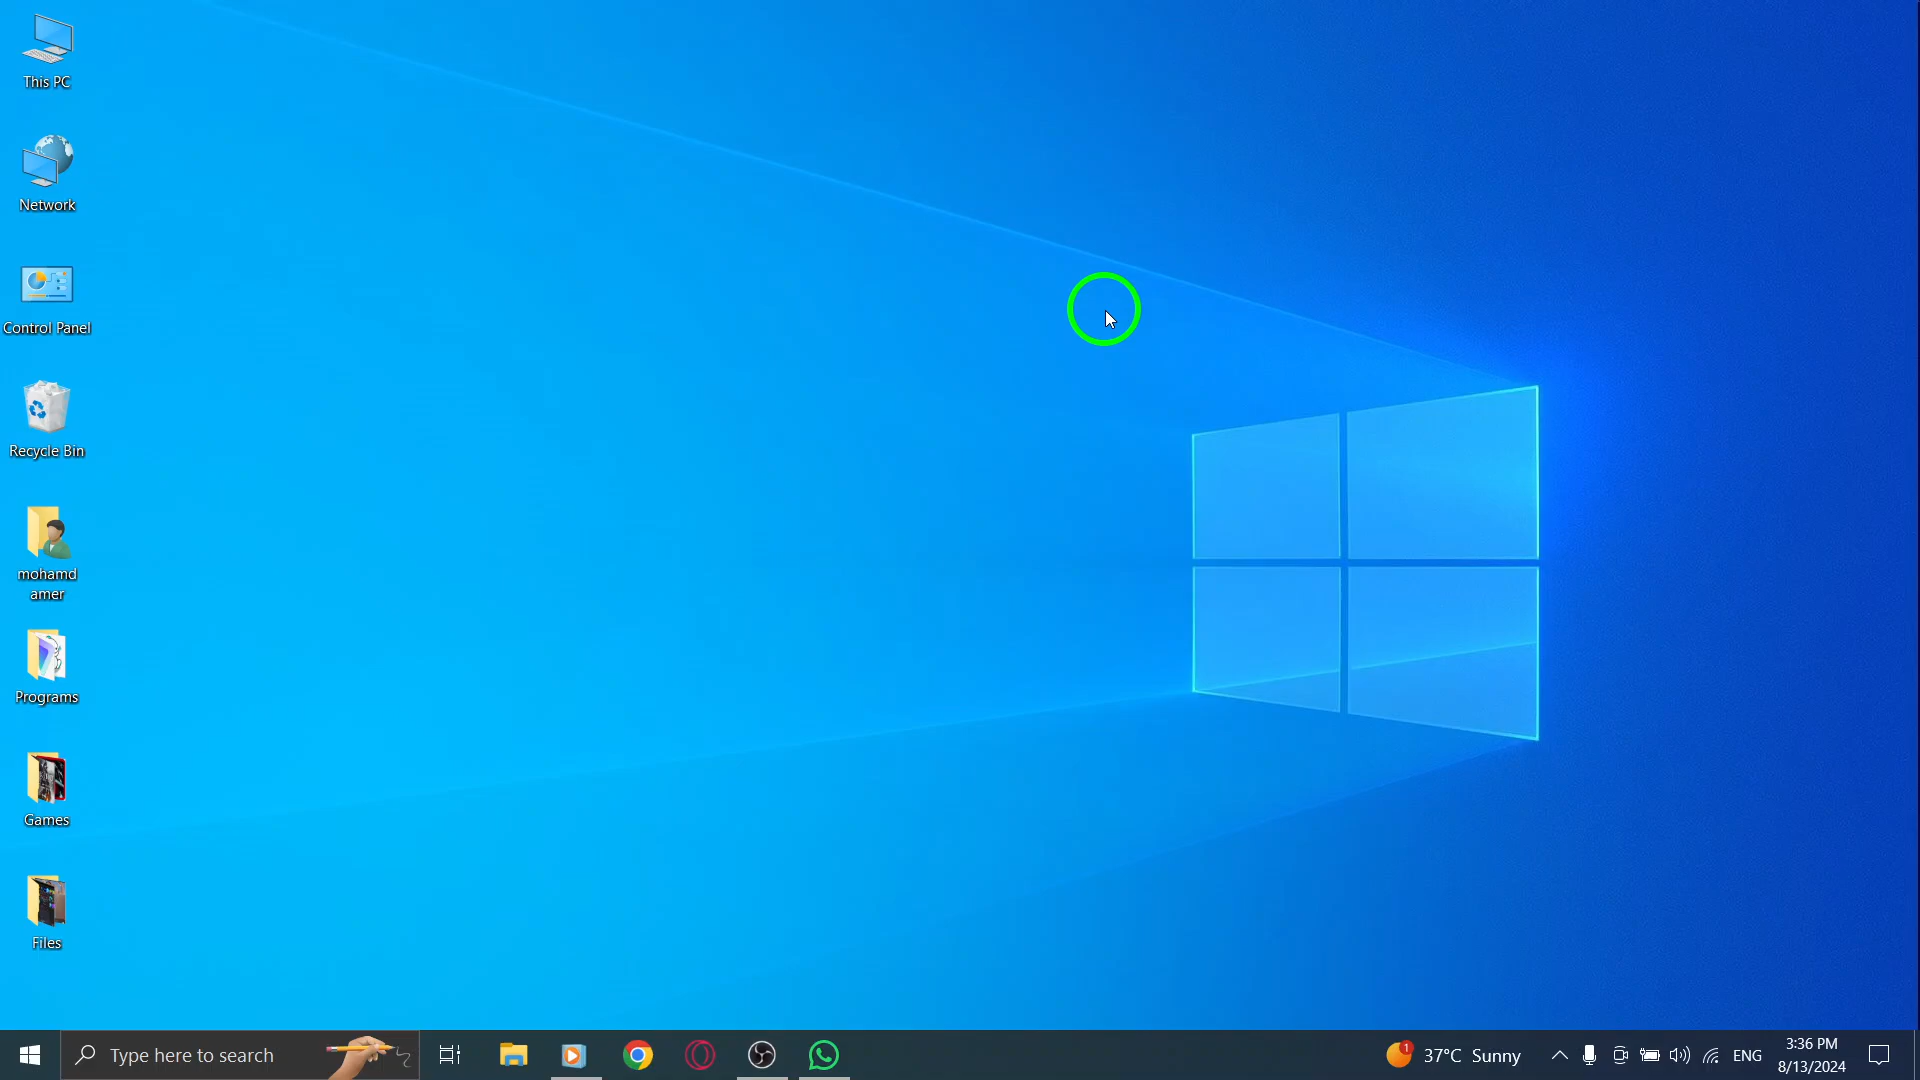 This PC
Network
Control Panel
Recycle Bin
mohamd
amer
Programs
Games
Files
Type here to search
1
37°C Sunny
ENG
3:36 PM
8/13/2024